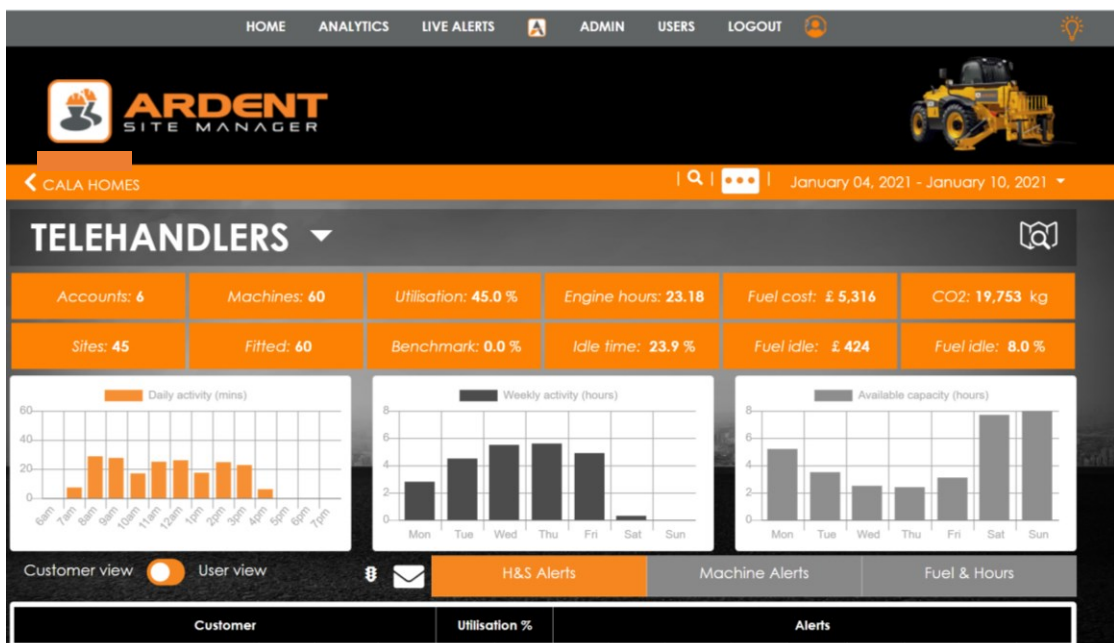 HOME ANALYTICS LIVE ALERTS A ADMIN USERS LOGOUT
ARDENT
SITE MANAGER
CALA HOMES | | ••• | January 04, 2021 - January 10, 2021
TELEHANDLERS
Accounts: 6 Machines: 60 Utilisation: 45.0 % Engine hours: 23.18 Fuel cost: £ 5,316 CO2: 19,753 kg
Sites: 45 Fitted: 60 Benchmark: 0.0 % Idle time: 23.9 % Fuel idle: £ 424 Fuel idle: 8.0 %
Daily activity (mins)
60
40
20
0
6am 7am 8am 9am 10am 11am 12am 1pm 2pm 3pm 4pm 5pm 6pm 7pm
Weekly activity (hours)
8
6
4
2
0
Mon Tue Wed Thu Fri Sat Sun
Available capacity (hours)
8
6
4
2
0
Mon Tue Wed Thu Fri Sat Sun
Customer view User view H&S Alerts Machine Alerts Fuel & Hours
Customer Utilisation % Alerts